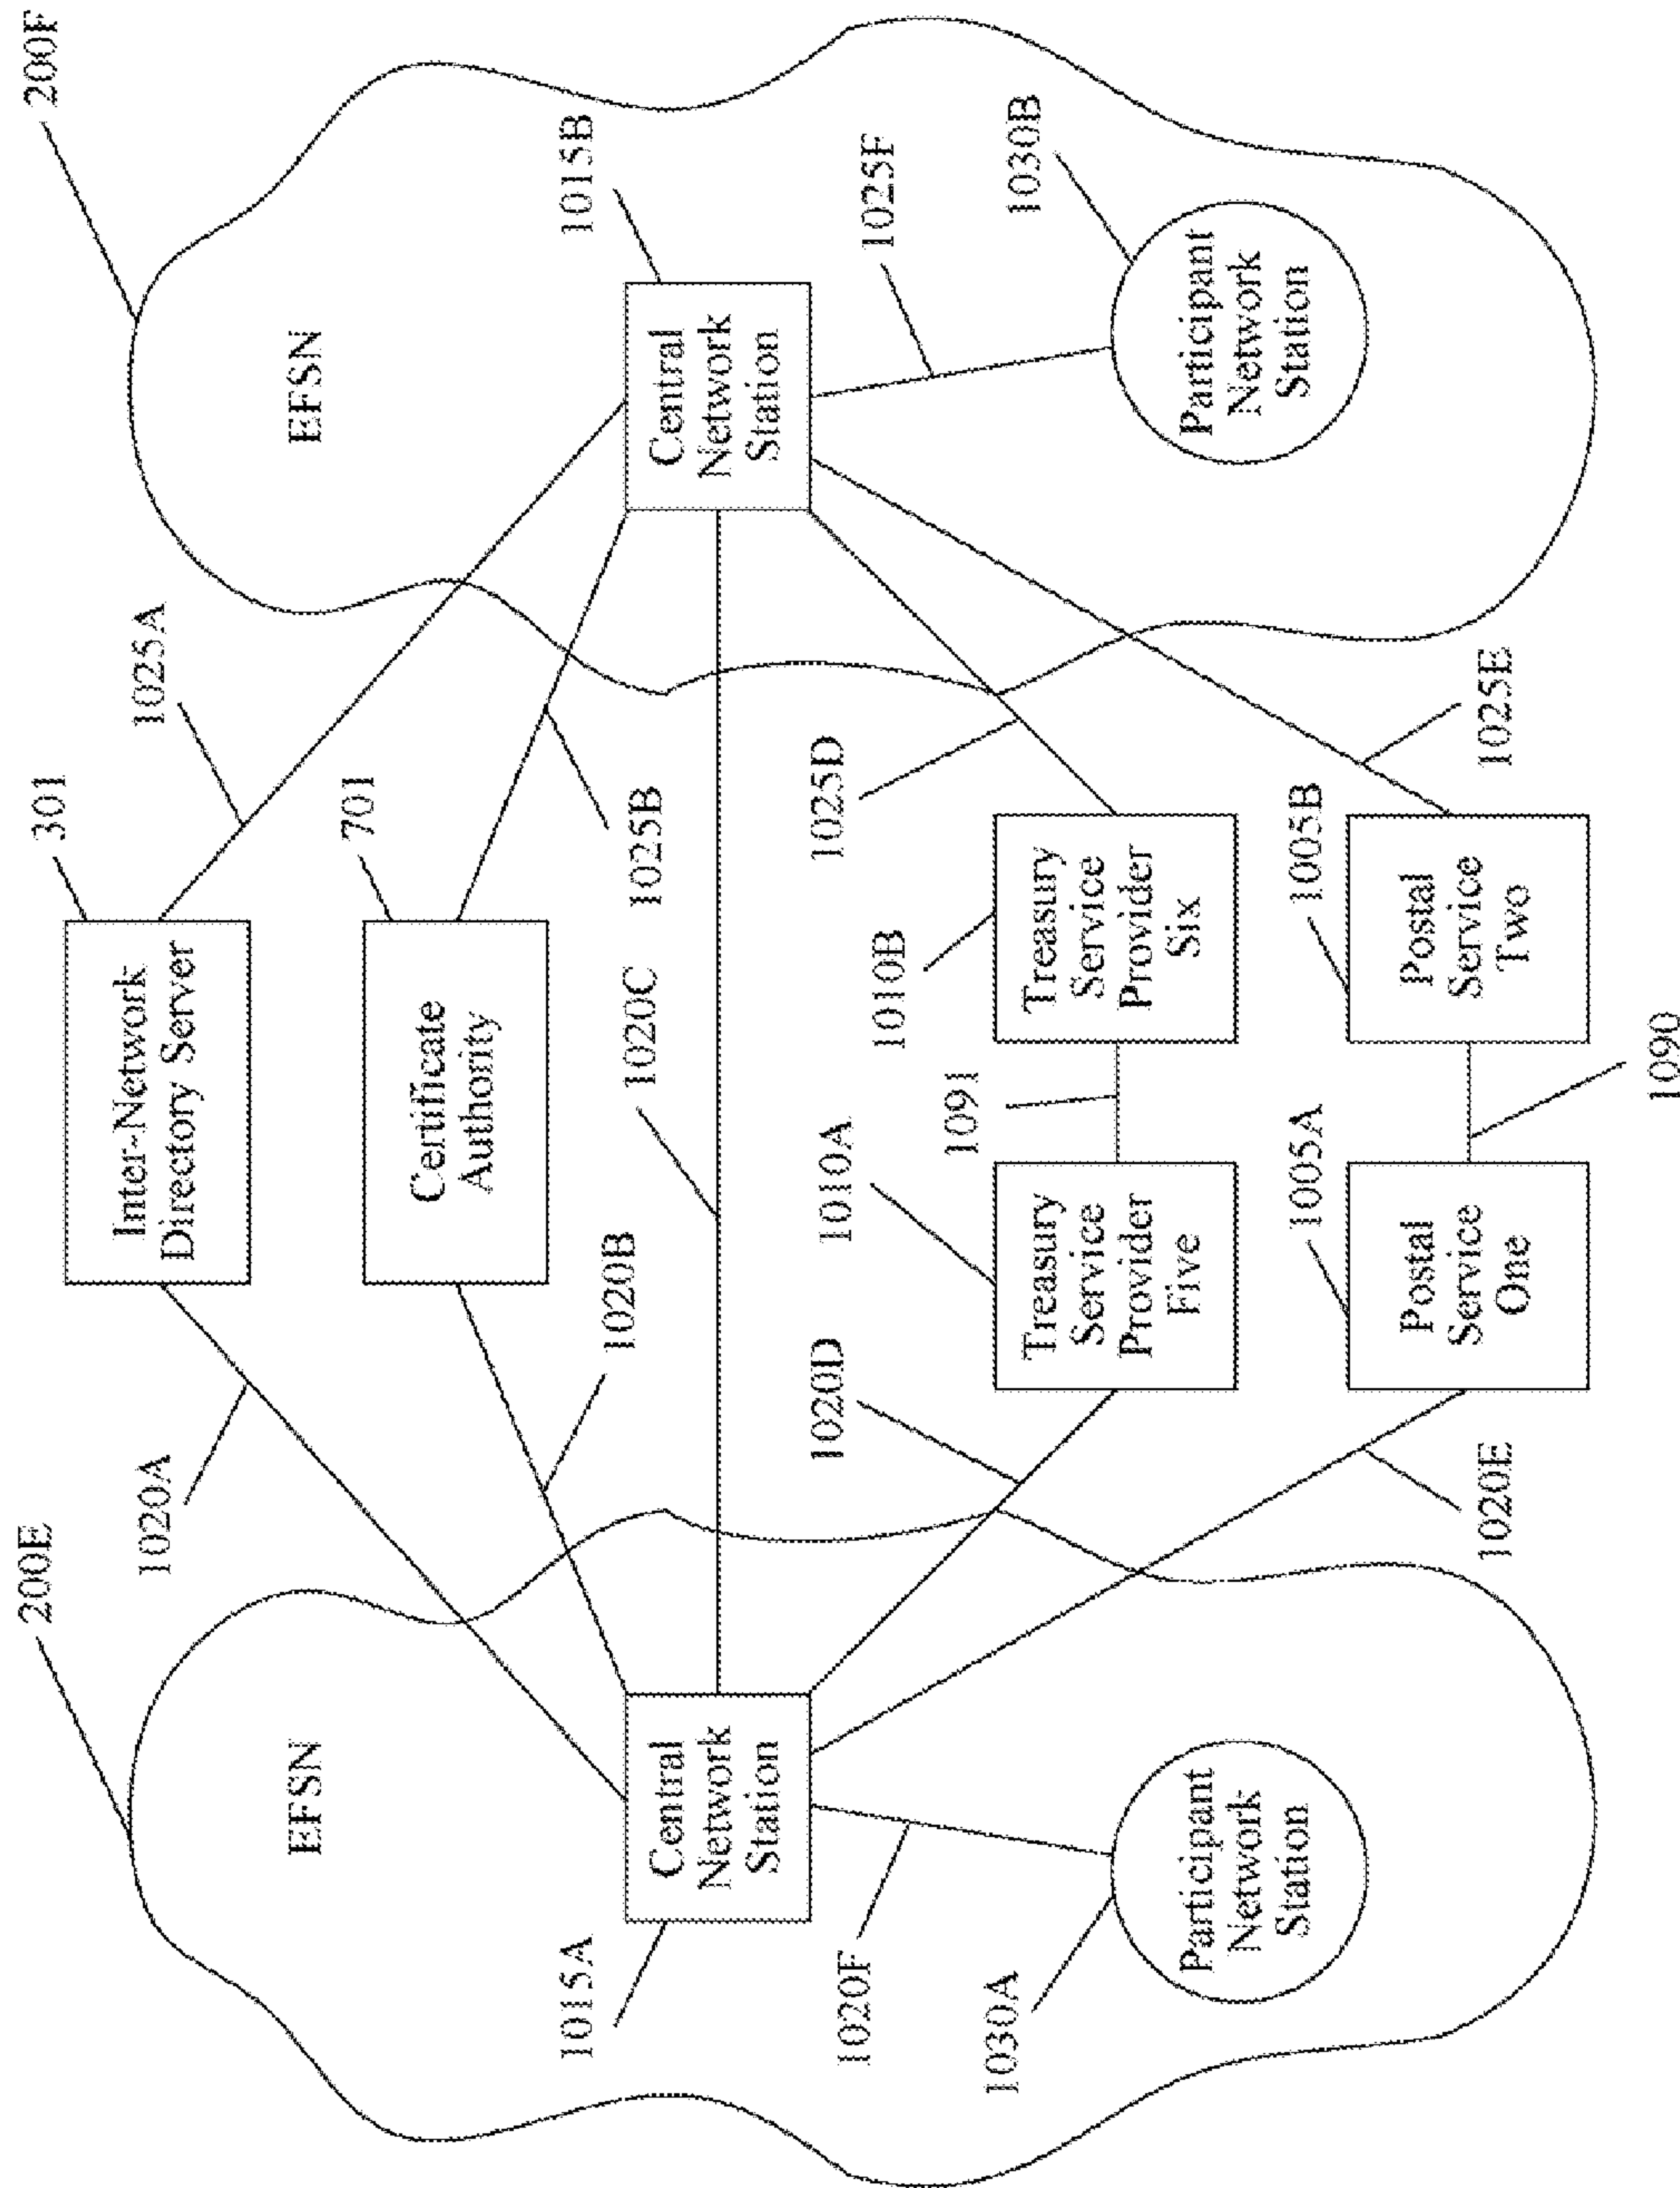 200E
200F
301
Inter-Network
Directory Server
1020A
1025A
EFSN
EFSN
701
Certificate
Authority
1020B
1025B
1015A
1015B
Central
Network
Station
Central
Network
Station
1020C
1020F
1025F
1020D
1010A
1091
1010B
1025D
1030A
1030B
Treasury
Service
Provider
Five
Treasury
Service
Provider
Six
Participant
Network
Station
Participant
Network
Station
1005A
1005B
Postal
Service
One
Postal
Service
Two
1020E
1025E
1090